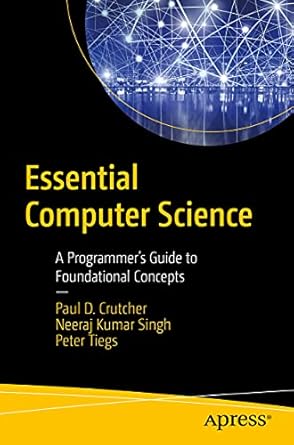 Essential
Computer Science
A Programmer's Guide to
Foundational Concepts
—
Paul D. Crutcher
Neeraj Kumar Singh
Peter Tiegs
Apress®